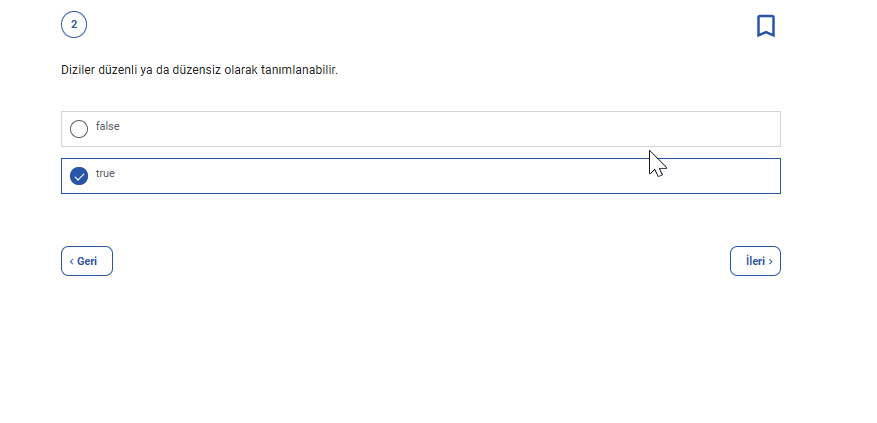 2
Diziler düzenli ya da düzensiz olarak tanımlanabilir.
false
true
‹ Geri
İleri ›